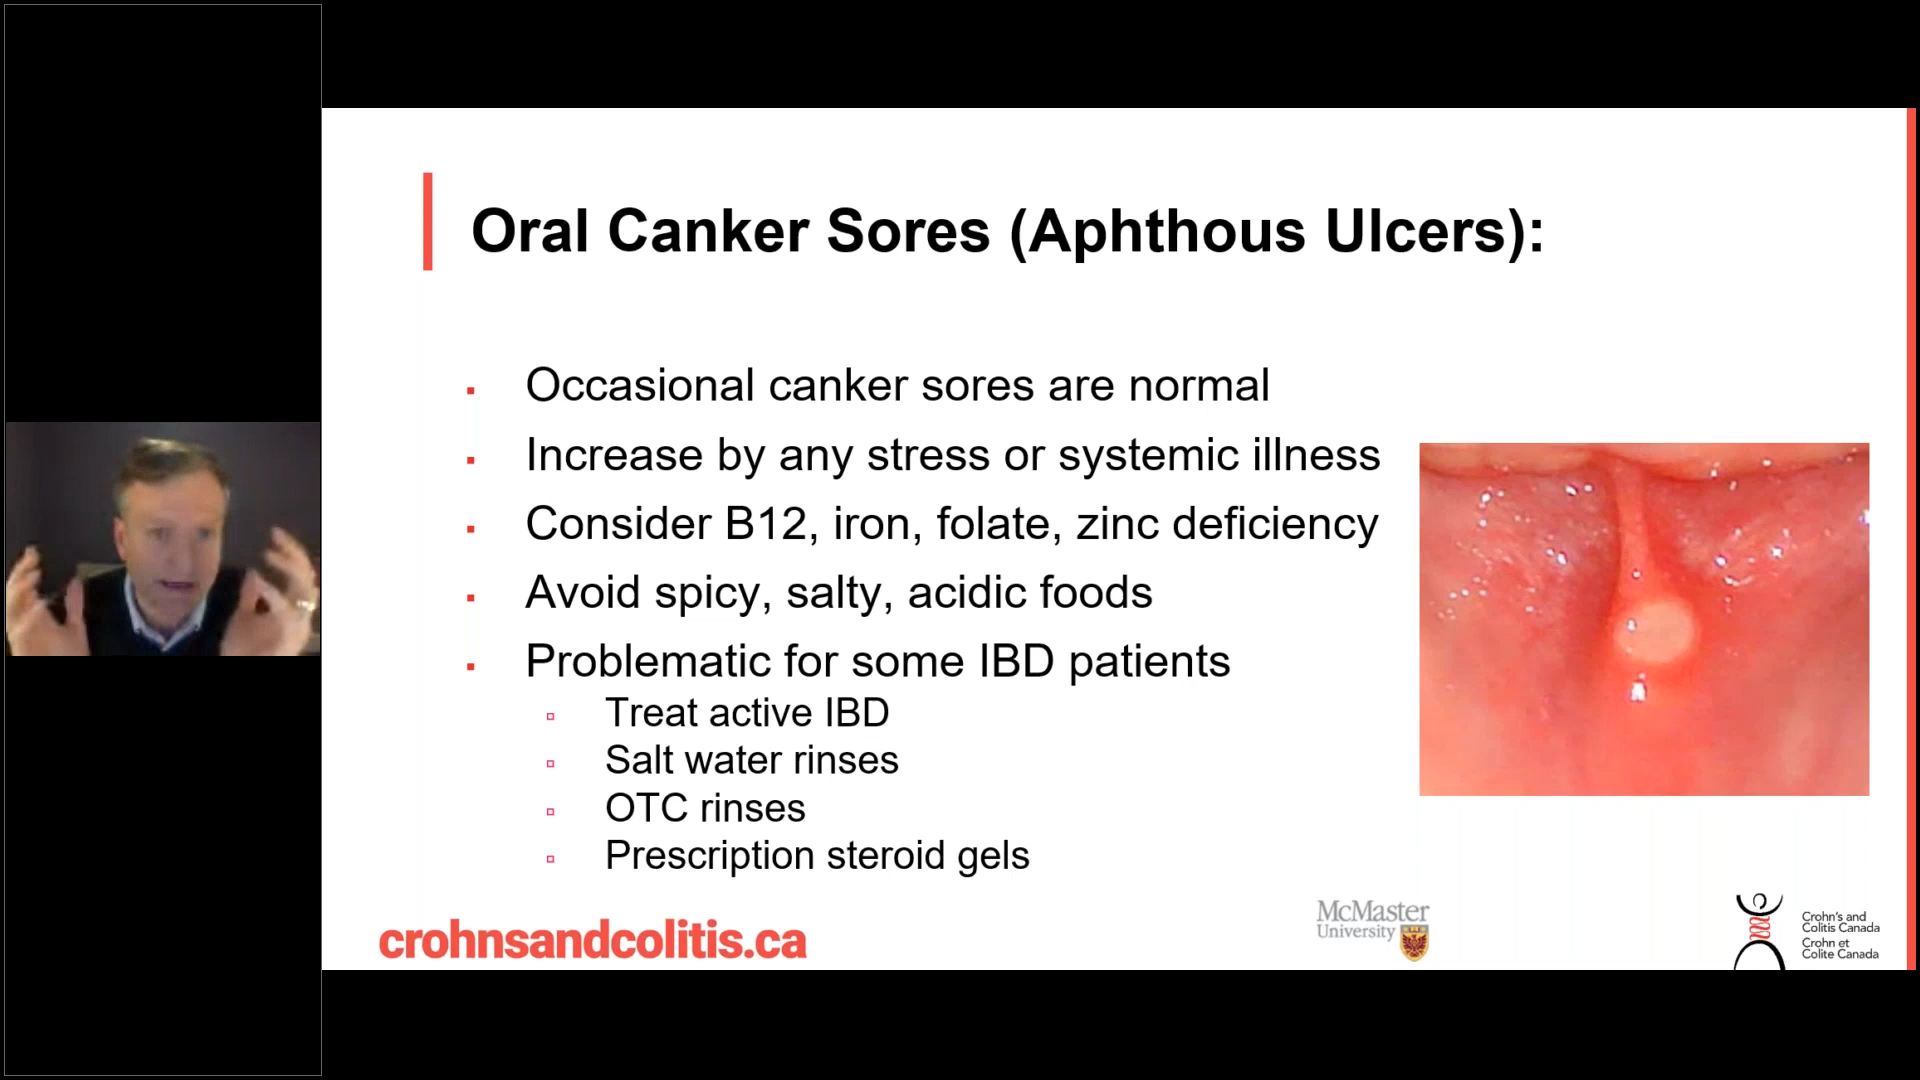 Oral Canker Sores (Aphthous Ulcers):
Occasional canker sores are normal
Increase by any stress or systemic illness
Consider B12, iron, folate, zinc deficiency
Avoid spicy, salty, acidic foods
Problematic for some IBD patients
Treat active IBD
Salt water rinses
OTC rinses
Prescription steroid gels
crohnsandcolitis.ca
McMaster
University
Crohn's and
Colitis Canada
Crohn et
Colite Canada